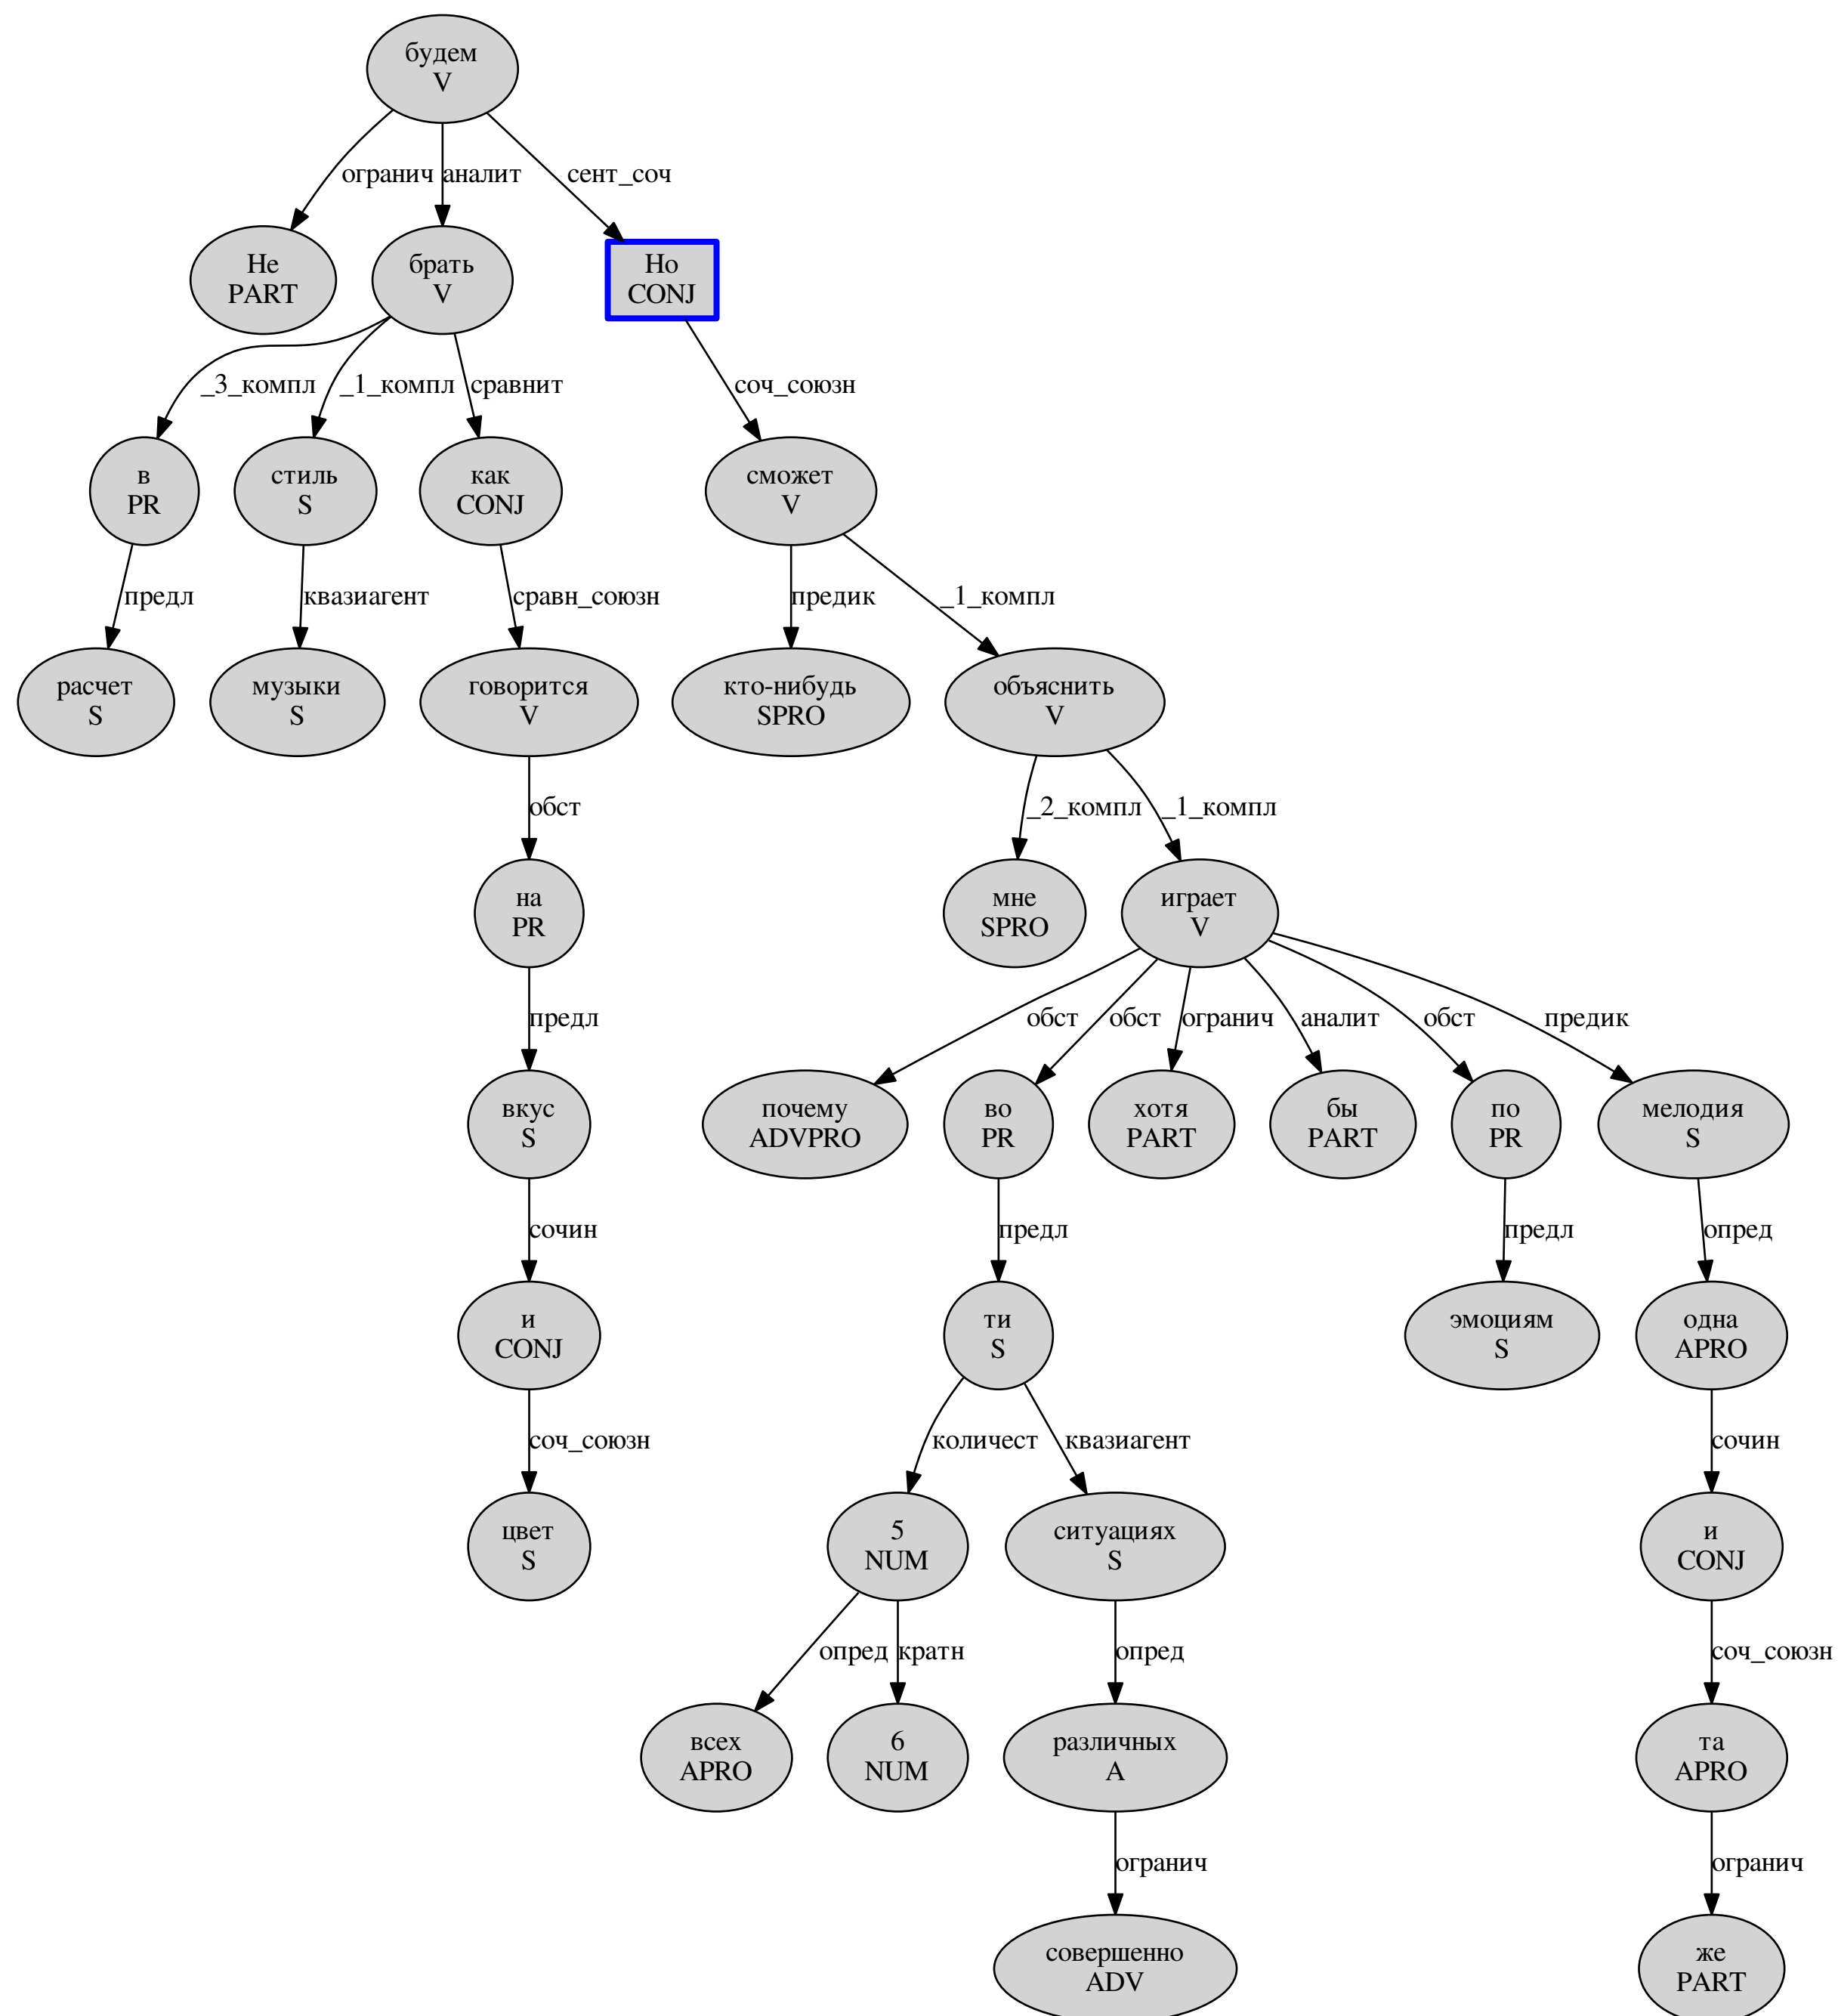 будем
V
огранич
аналит
сент_соч
Не
PART
брать
V
Но
CONJ
_3_компл
_1_компл
сравнит
соч_союзн
в
PR
стиль
S
как
CONJ
сможет
V
предл
квазиагент
сравн_союзн
предик
_1_компл
расчет
S
музыки
S
говорится
V
кто-нибудь
SPRO
объяснить
V
обст
_2_компл
_1_компл
на
PR
мне
SPRO
играет
V
предл
обст
обст
огранич
аналит
обст
предик
вкус
S
почему
ADVPRO
во
PR
хотя
PART
бы
PART
по
PR
мелодия
S
сочин
предл
предл
опред
и
CONJ
ти
S
эмоциям
S
одна
APRO
соч_союзн
количест
квазиагент
сочин
цвет
S
5
NUM
ситуациях
S
и
CONJ
опред
кратн
опред
соч_союзн
всех
APRO
6
NUM
различных
A
та
APRO
огранич
огранич
совершенно
ADV
же
PART